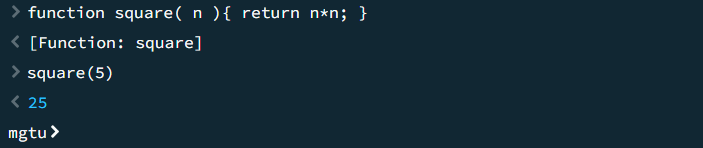 > function square( n ){ return n*n; }
< [Function: square]
> square(5)
< 25
mgtu>